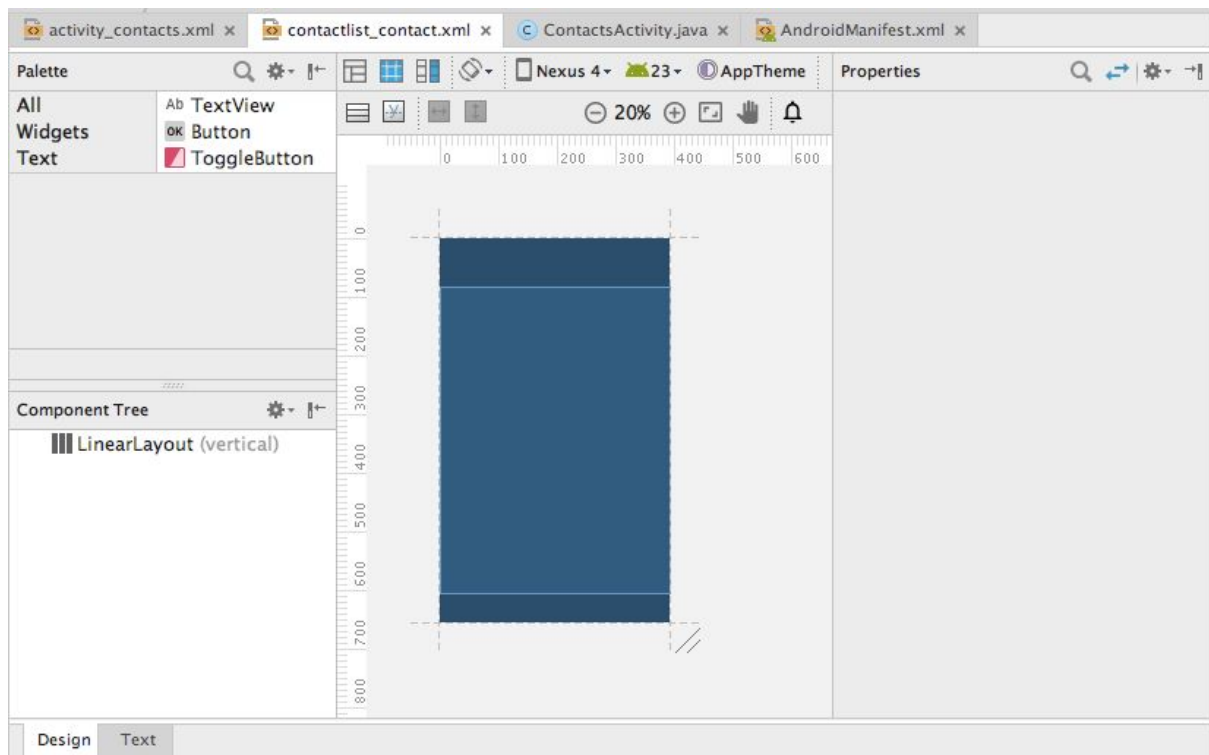 activity_contacts.xml × contactlist_contact.xml × C ContactsActivity.java × AndroidManifest.xml ×
Palette Nexus 4 23 AppTheme Properties
All Ab TextView 20%
Widgets OK Button
Text ToggleButton
0 100 200 300 400 500 600
0
100
200
300
Component Tree
LinearLayout (vertical)
400
500
600
700
800
Design Text